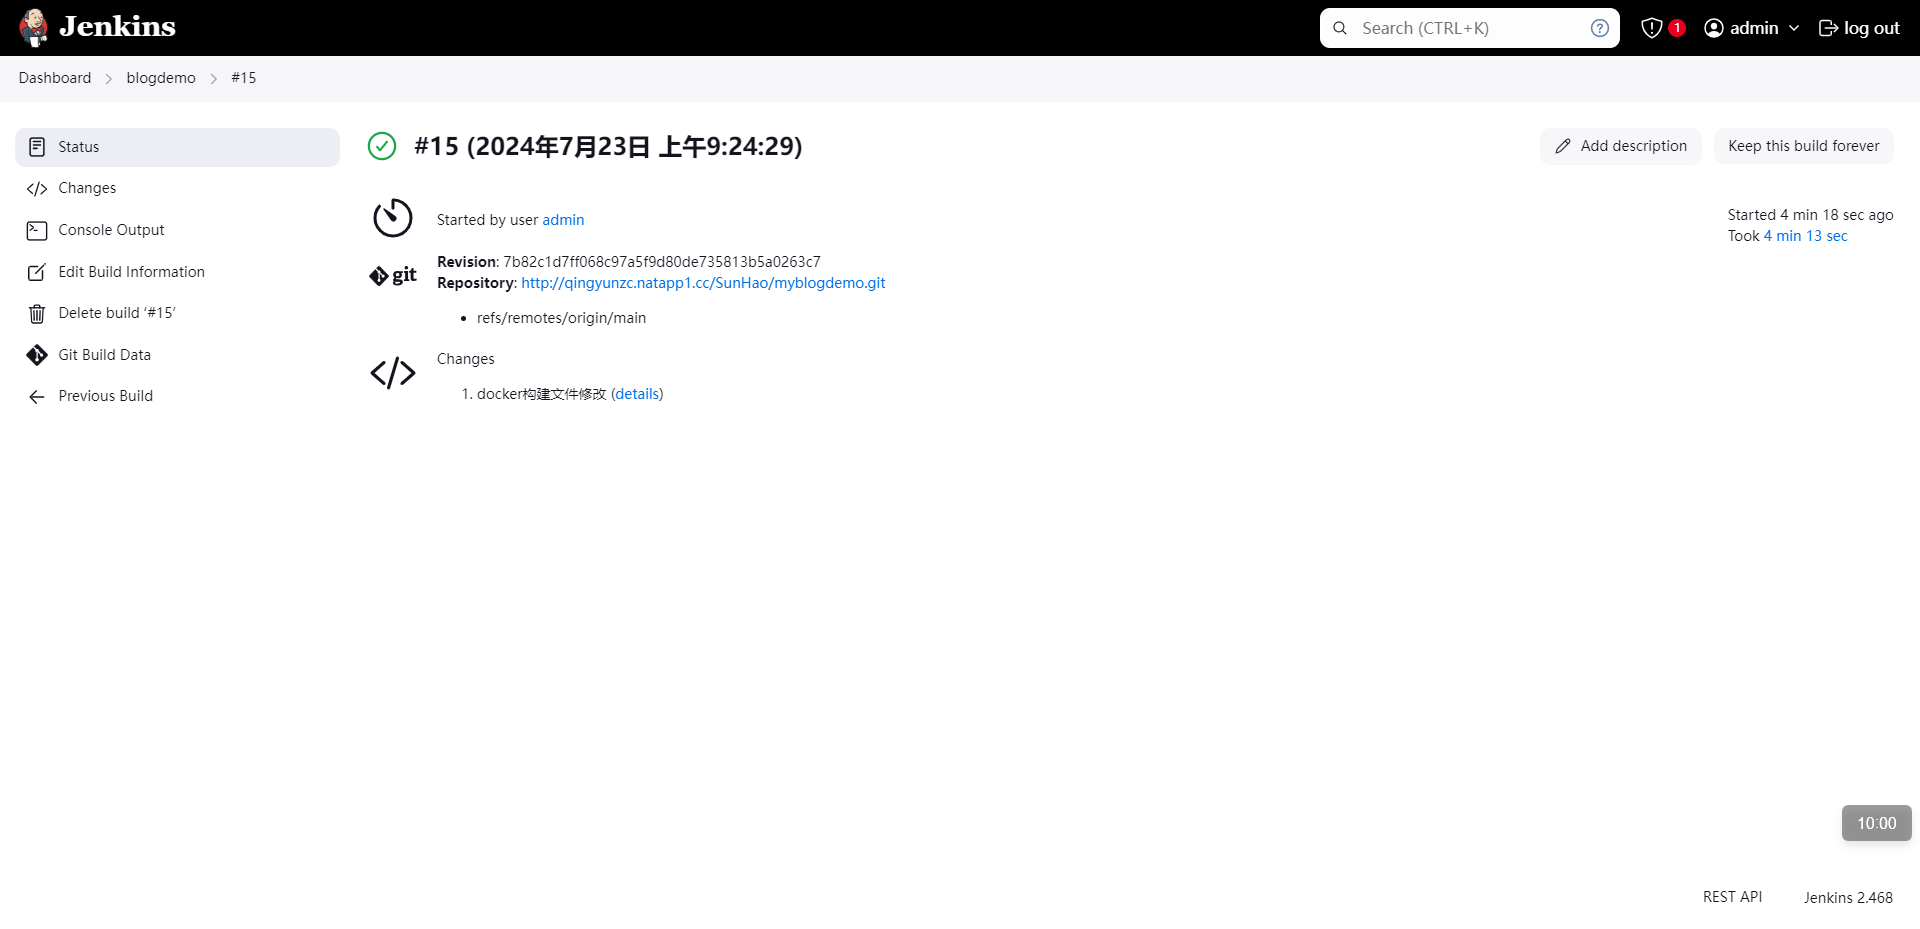 Jenkins
Search (CTRL+K)
1
admin
log out
Dashboard
blogdemo
#15
Status
Changes
Console Output
Edit Build Information
Delete build ‘#15’
Git Build Data
Previous Build
#15 (2024年7月23日 上午9:24:29)
Add description
Keep this build forever
Started by user admin
Started 4 min 18 sec ago
Took 4 min 13 sec
git
Revision: 7b82c1d7ff068c97a5f9d80de735813b5a0263c7
Repository: http://qingyunzc.natapp1.cc/SunHao/myblogdemo.git
• refs/remotes/origin/main
Changes
1. docker构建文件修改 (details)
10:00
REST API
Jenkins 2.468